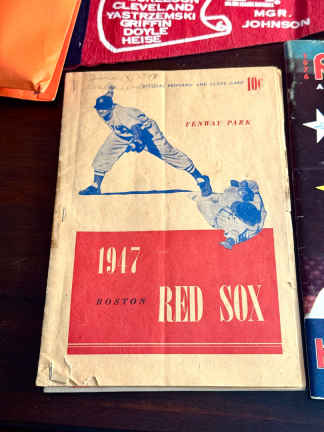 CLEVELAND
YASTRZEMSKI
GRIFFIN
DOYLE
HEISE
MGR.
JOHNSON
OFFICIAL PROGRAM AND SCORE CARD 10¢
FENWAY PARK
1947
BOSTON RED SOX